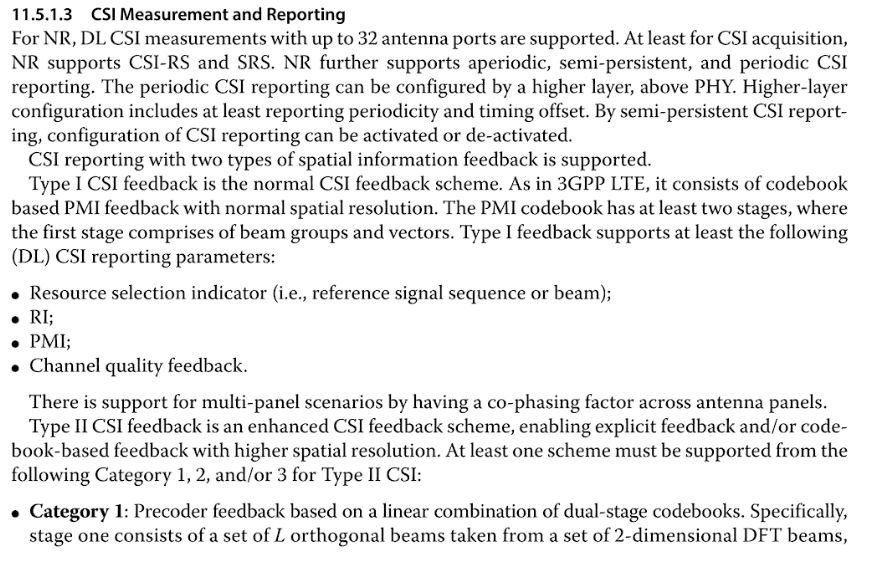 11.5.1.3 CSI Measurement and Reporting
For NR, DL CSI measurements with up to 32 antenna ports are supported. At least for CSI acquisition,
NR supports CSI-RS and SRS. NR further supports aperiodic, semi-persistent, and periodic CSI
reporting. The periodic CSI reporting can be configured by a higher layer, above PHY. Higher-layer
configuration includes at least reporting periodicity and timing offset. By semi-persistent CSI report-
ing, configuration of CSI reporting can be activated or de-activated.
CSI reporting with two types of spatial information feedback is supported.
Type I CSI feedback is the normal CSI feedback scheme. As in 3GPP LTE, it consists of codebook
based PMI feedback with normal spatial resolution. The PMI codebook has at least two stages, where
the first stage comprises of beam groups and vectors. Type I feedback supports at least the following
(DL) CSI reporting parameters:
• Resource selection indicator (i.e., reference signal sequence or beam);
• RI;
• PMI;
• Channel quality feedback.
There is support for multi-panel scenarios by having a co-phasing factor across antenna panels.
Type II CSI feedback is an enhanced CSI feedback scheme, enabling explicit feedback and/or code-
book-based feedback with higher spatial resolution. At least one scheme must be supported from the
following Category 1, 2, and/or 3 for Type II CSI:
• Category 1: Precoder feedback based on a linear combination of dual-stage codebooks. Specifically,
stage one consists of a set of L orthogonal beams taken from a set of 2-dimensional DFT beams,